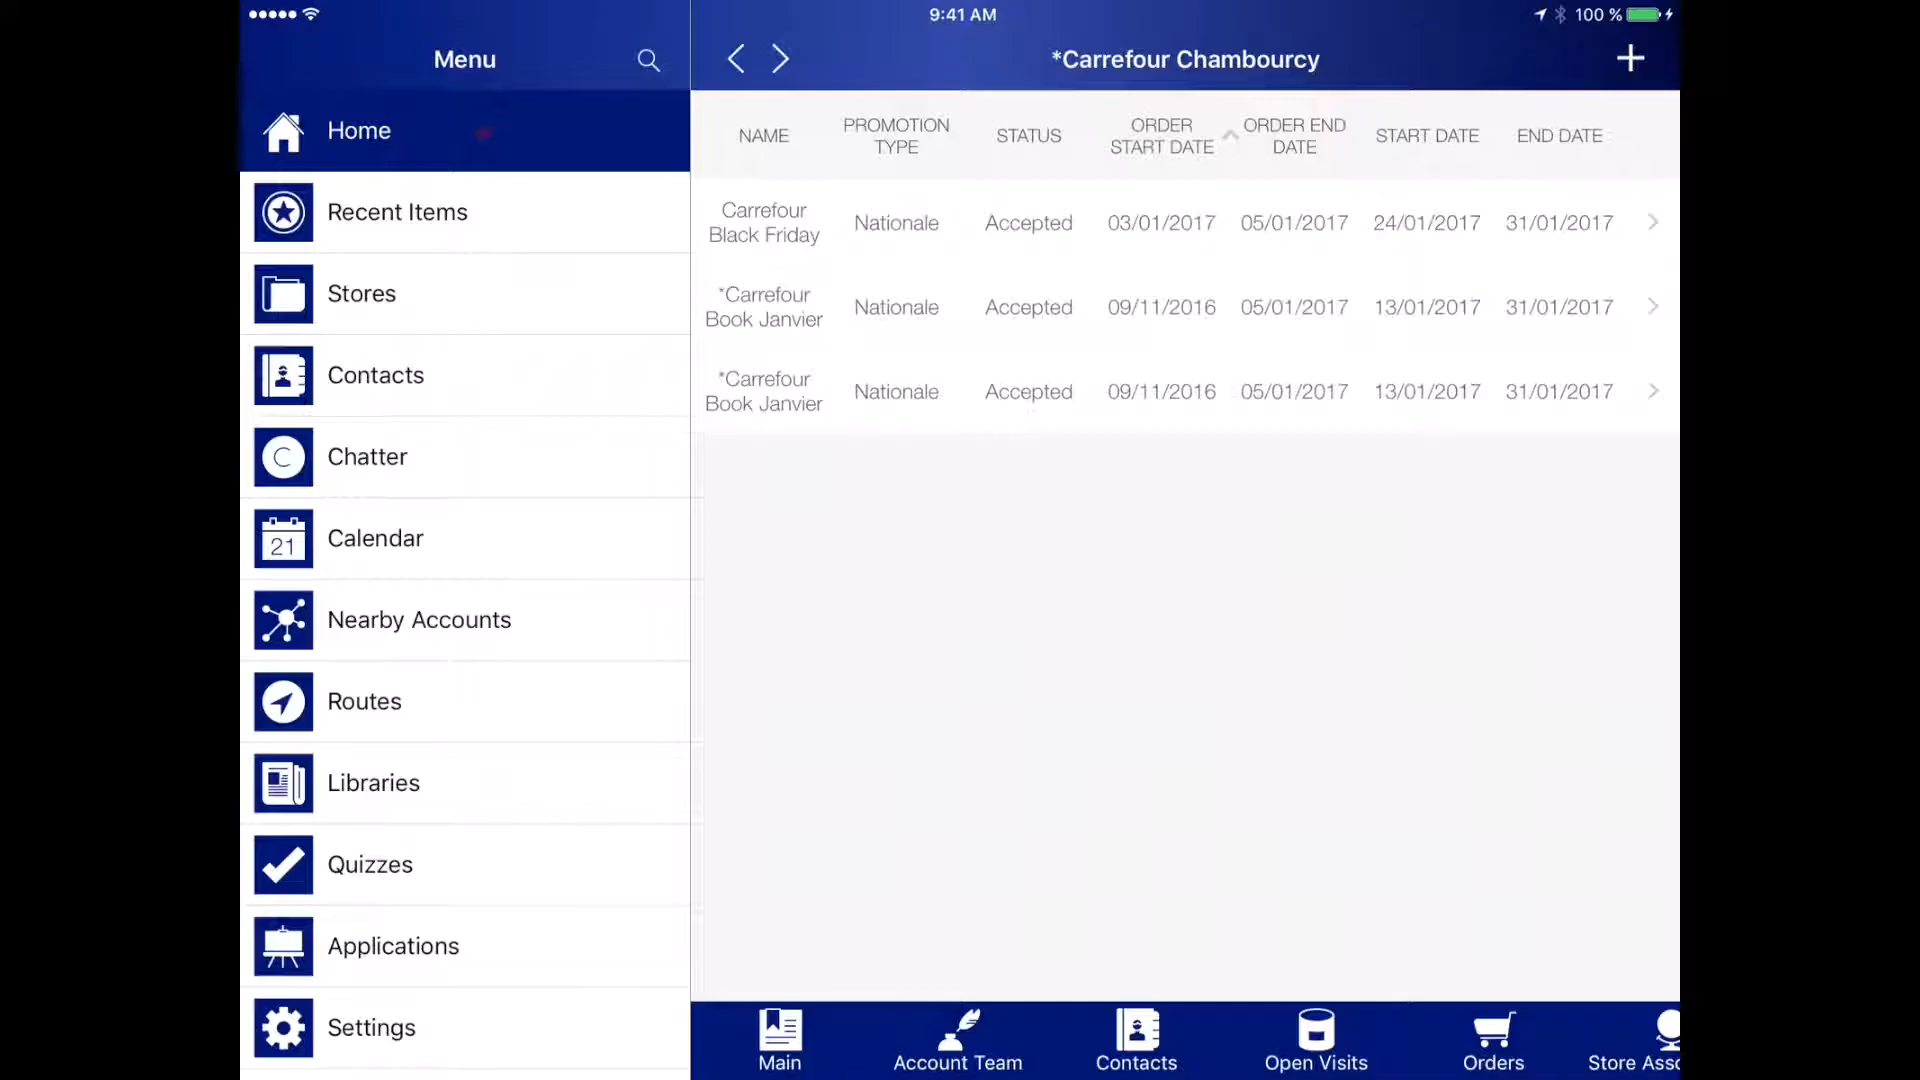 9:41 AM
100 %
Menu
*Carrefour Chambourcy
Home
Recent Items
Stores
Contacts
Chatter
21
Calendar
Nearby Accounts
Routes
Libraries
Quizzes
Applications
Settings
NAME
PROMOTION
TYPE
STATUS
ORDER
START DATE
ORDER END
DATE
START DATE
END DATE
Carrefour
Black Friday
Nationale
Accepted
03/01/2017
05/01/2017
24/01/2017
31/01/2017
*Carrefour
Book Janvier
Nationale
Accepted
09/11/2016
05/01/2017
13/01/2017
31/01/2017
*Carrefour
Book Janvier
Nationale
Accepted
09/11/2016
05/01/2017
13/01/2017
31/01/2017
Main
Account Team
Contacts
Open Visits
Orders
Store Asso